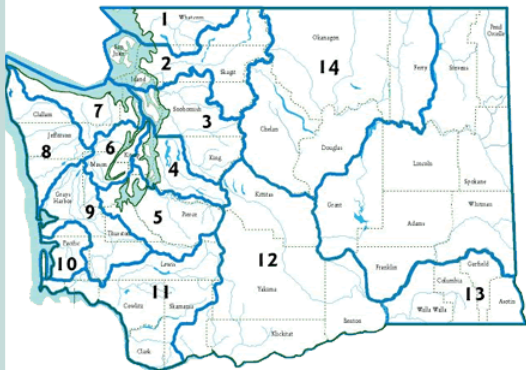 1
Whatcom
San
Juan
2
Island
Skagit
Okanogan
14
Ferry
Stevens
Pend
Oreille
7
Clallam
Jefferson
8
6
Mason
Snohomish
3
King
4
Chelan
Douglas
Lincoln
Spokane
Grays
Harbor
9
5
Pierce
Thurston
Kittitas
Grant
Adams
Whitman
Pacific
10
Lewis
11
Cowlitz
Skamania
Clark
12
Yakima
Klickitat
Benton
Franklin
Garfield
Columbia
13
Walla Walla
Asotin